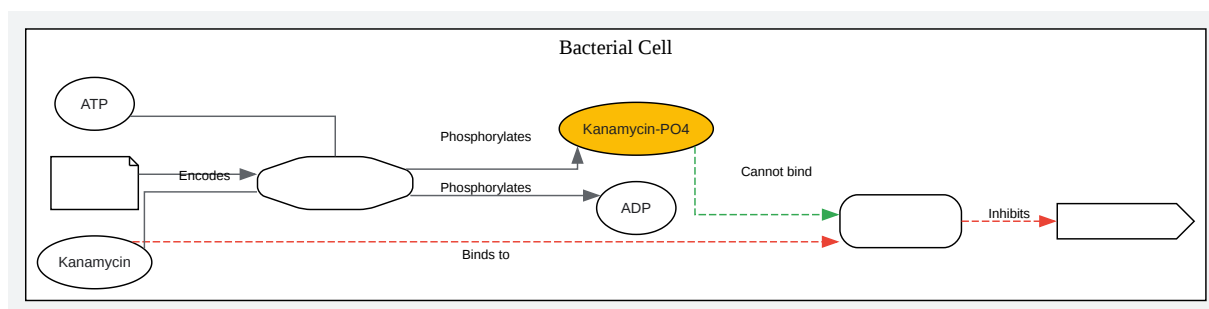 Bacterial Cell
ATP
Phosphorylates
Kanamycin-PO4
Cannot bind
Encodes
Phosphorylates
ADP
Inhibits
Kanamycin
Binds to